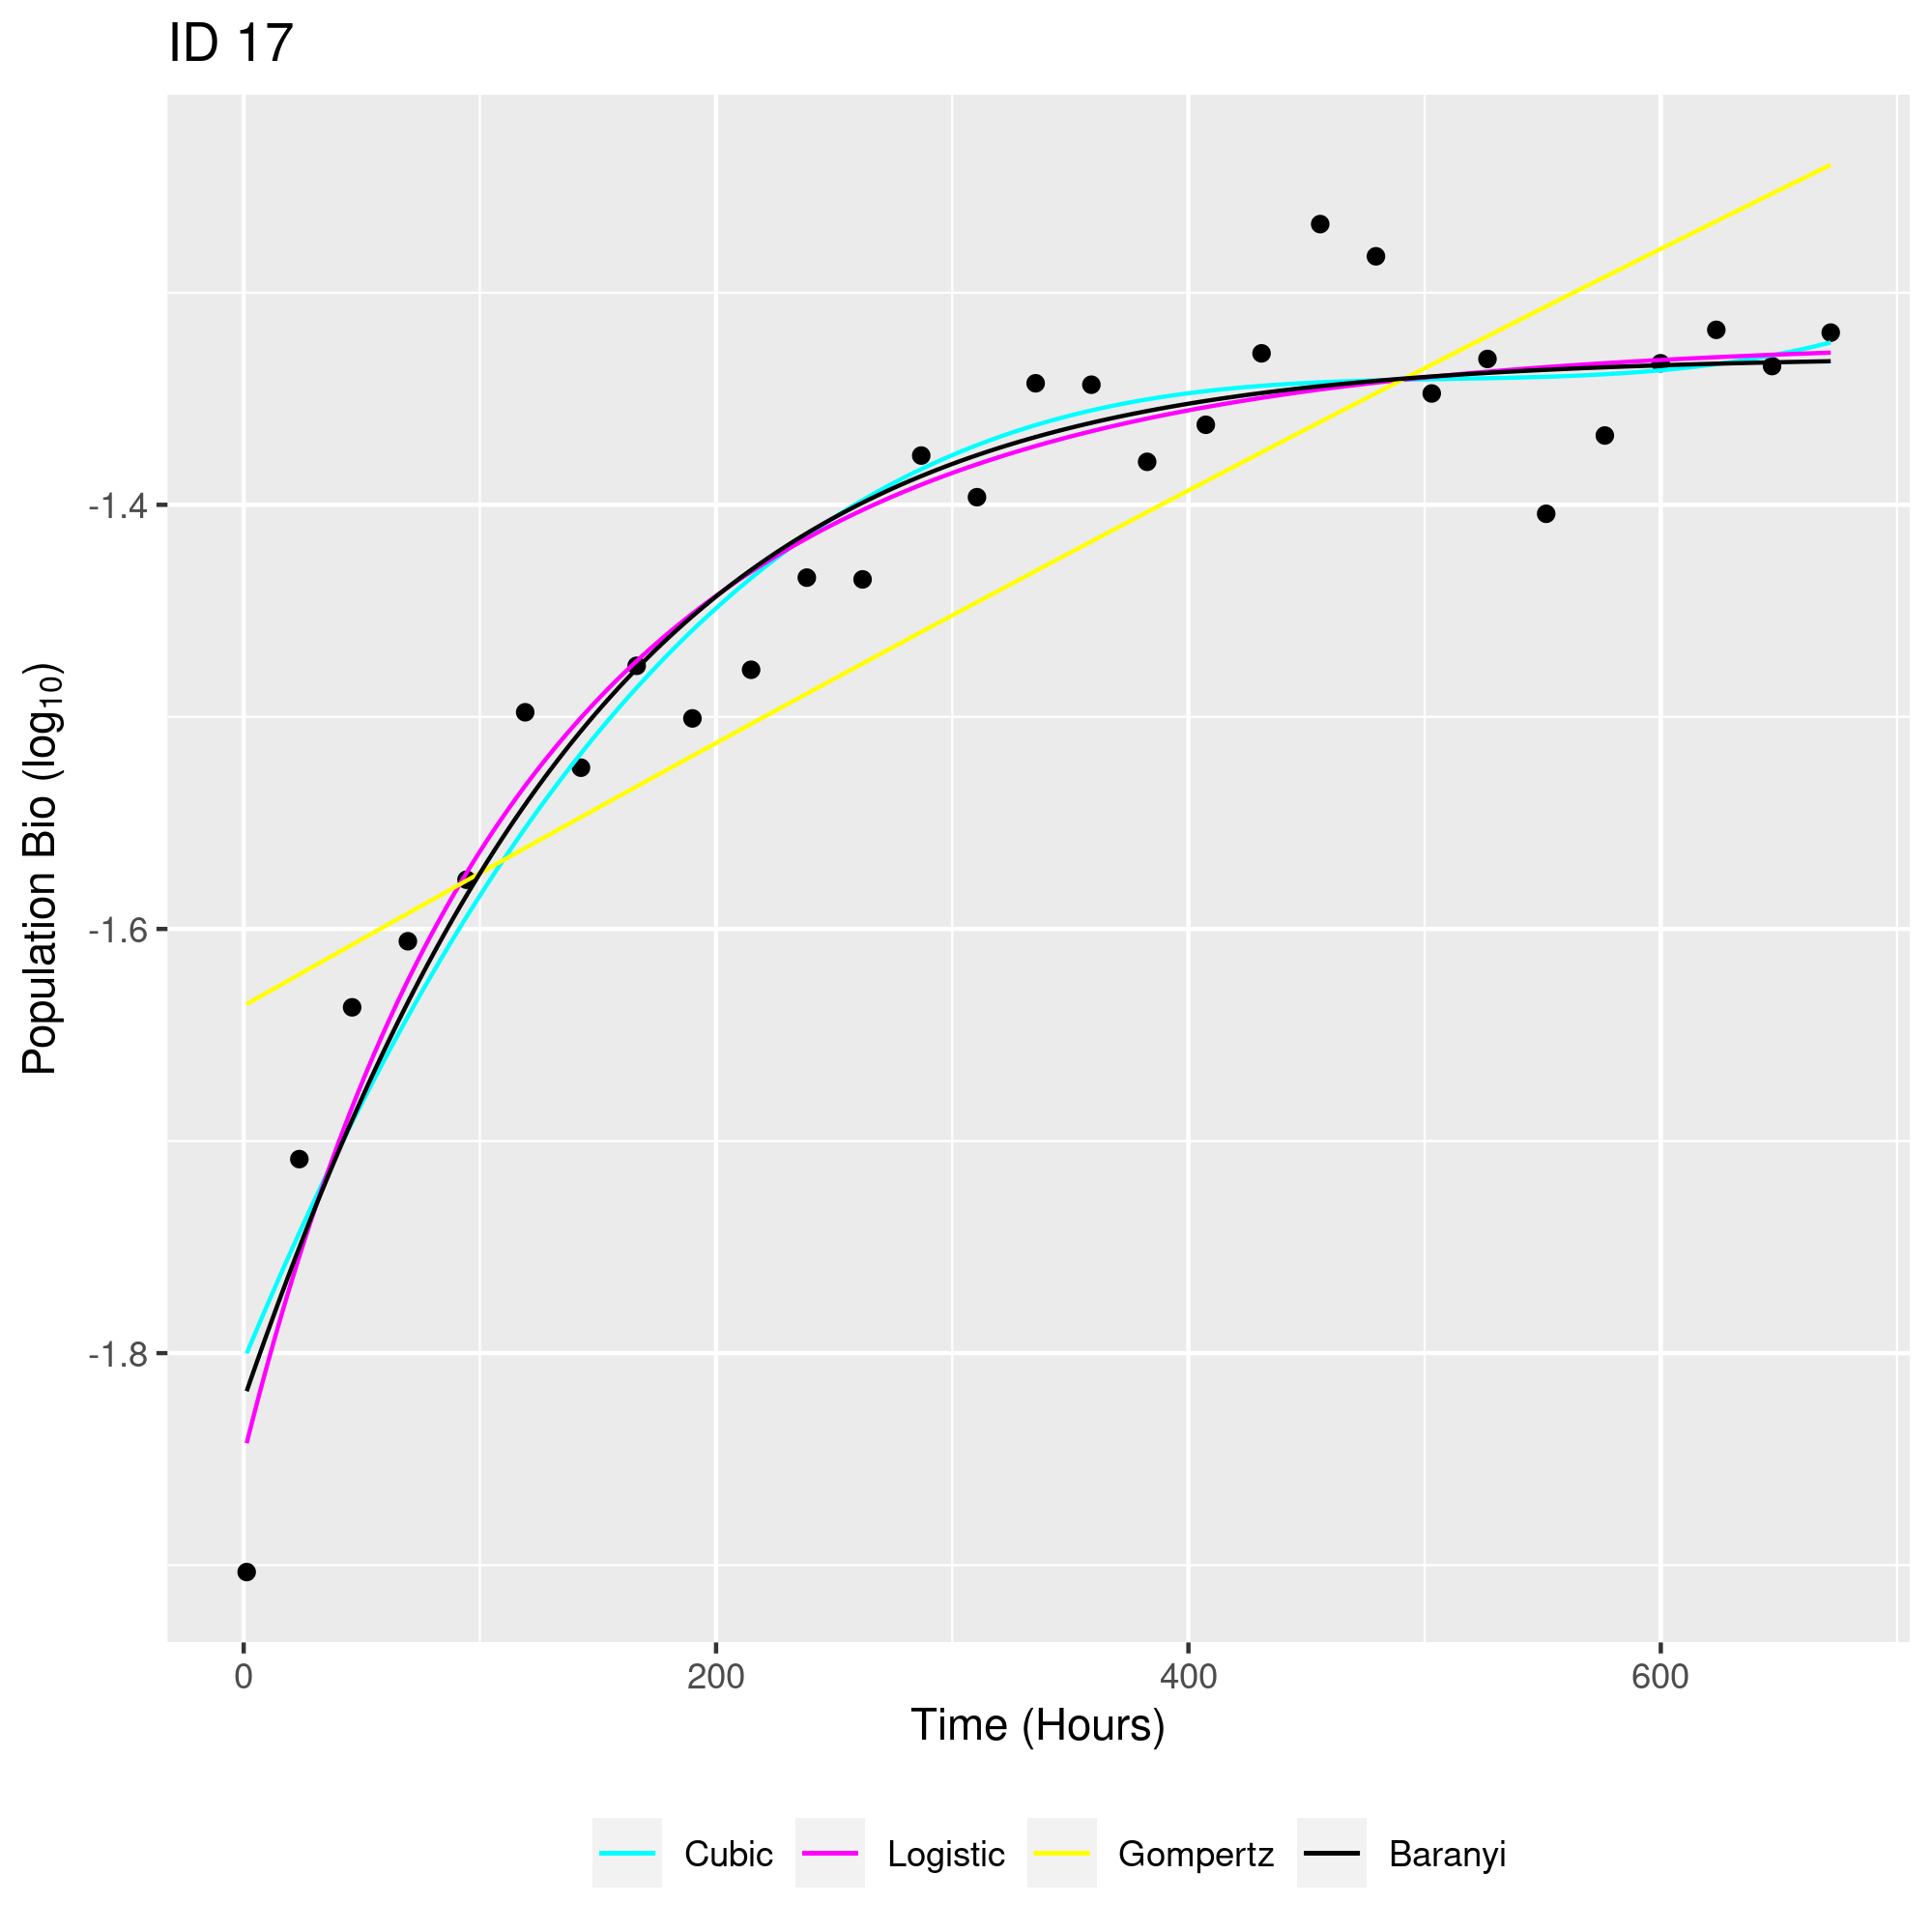 ID 17
Population Bio (log₁₀)
-1.4
-1.6
-1.8
0 200 400 600
Time (Hours)
Cubic Logistic Gompertz Baranyi